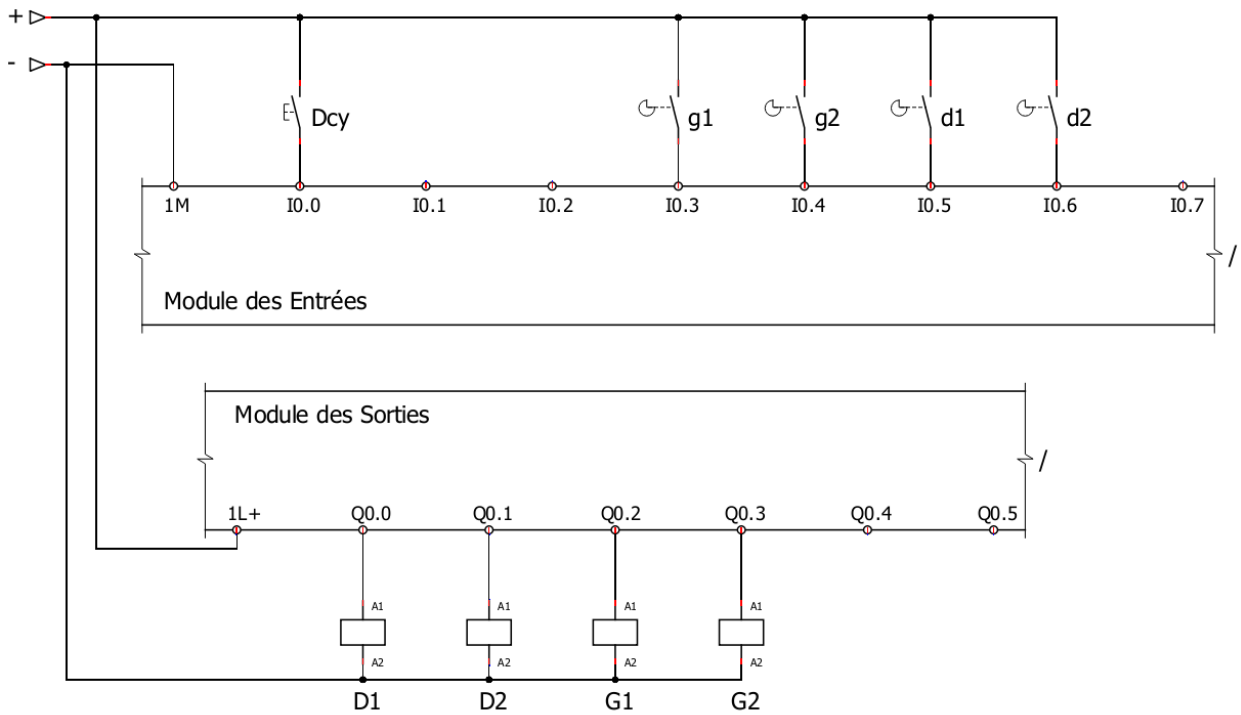 +
-
Dcy
g1
g2
d1
d2
1M
I0.0
I0.1
I0.2
I0.3
I0.4
I0.5
I0.6
I0.7
/
Module des Entrées
Module des Sorties
/
1L+
Q0.0
Q0.1
Q0.2
Q0.3
Q0.4
Q0.5
A1
A1
A1
A1
A2
A2
A2
A2
D1
D2
G1
G2